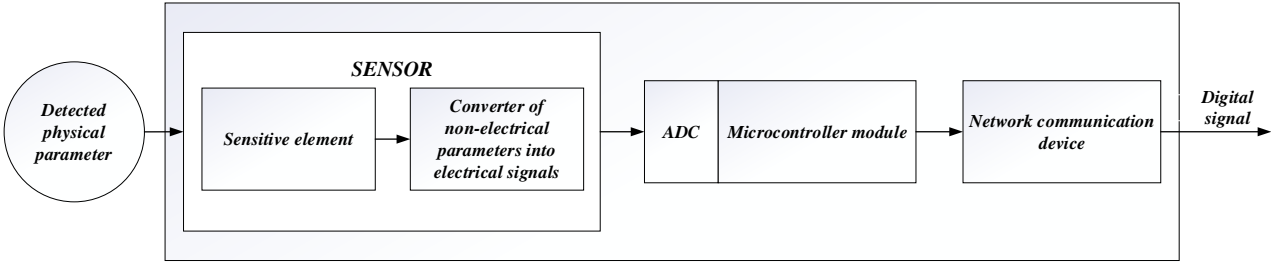 SENSOR
Detected
physical
parameter
Sensitive element
Converter of
non-electrical
parameters into
electrical signals
ADC
Microcontroller module
Network communication
device
Digital
signal